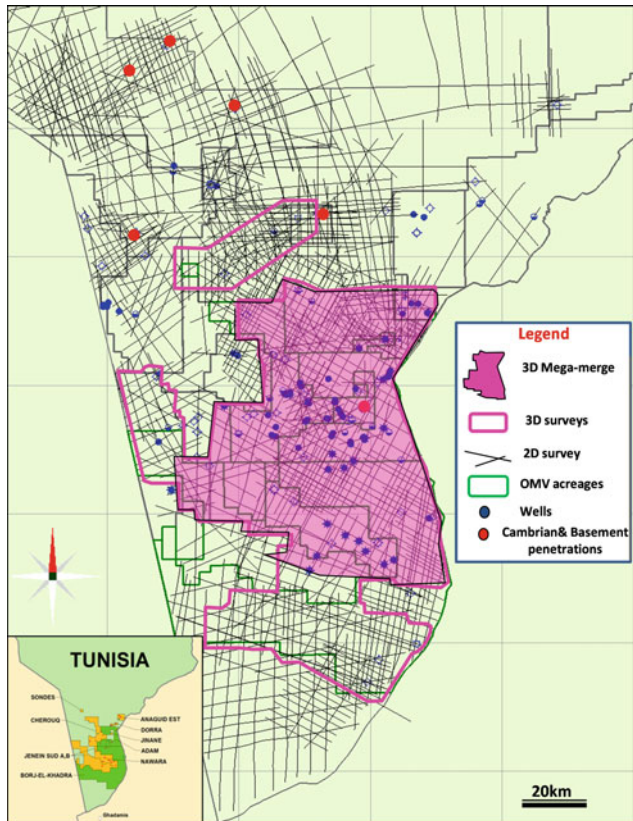 Legend
3D Mega-merge
3D surveys
2D survey
OMV acreages
Wells
Cambrian& Basement
penetrations
TUNISIA
SONDES
CHEROUQ
ANAGUID EST
DORRA
JINANE
ADAM
JENEIN SUD A,B
NAWARA
BORJ-EL-KHADRA
Ghadamis
20km